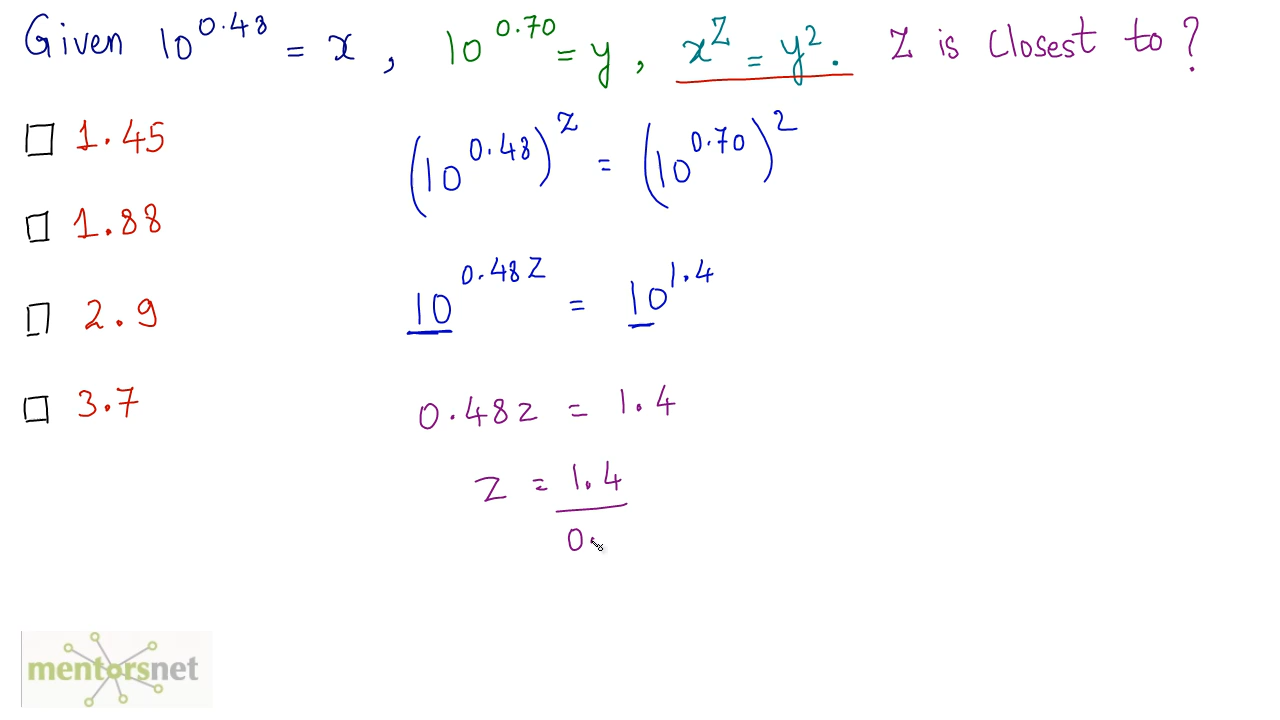 Given 10^0.48 = x, 10^0.70 = y, x^z = y^2. Z is closest to?
□ 1.45
(10^0.48)^z = (10^0.70)^2
□ 1.88
10^0.48z = 10^1.4
□ 2.9
□ 3.7
0.48z = 1.4
z = 1.4
0.
mentorsnet